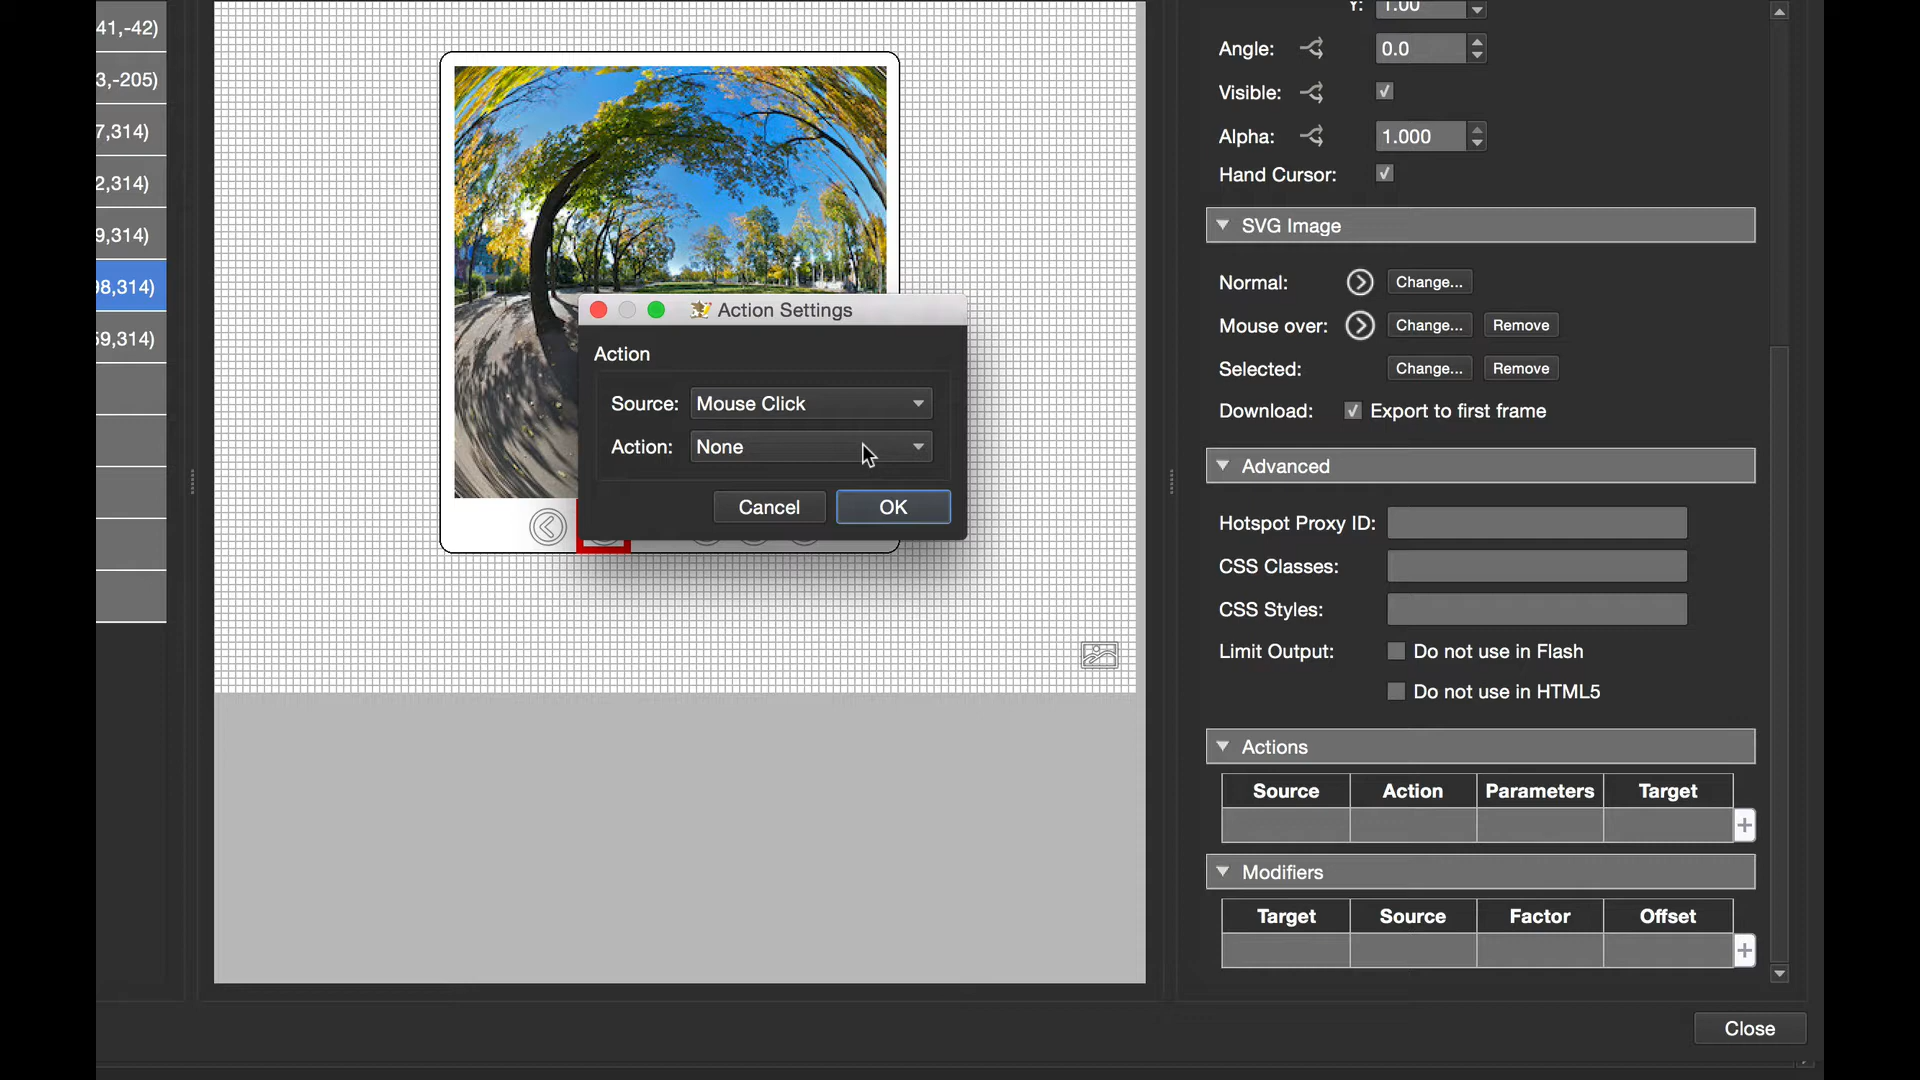 41,-42)
3,-205)
7,314)
2,314)
9,314)
98,314)
59,314)
Y: 1.00
Angle: 0.0
Visible:
Alpha: 1.000
Hand Cursor:
SVG Image
Normal: Change...
Mouse over: Change... Remove
Selected: Change... Remove
Download: Export to first frame
Advanced
Hotspot Proxy ID:
CSS Classes:
CSS Styles:
Limit Output: Do not use in Flash
Do not use in HTML5
Actions
Source Action Parameters Target
Modifiers
Target Source Factor Offset
Close
Action Settings
Action
Source: Mouse Click
Action: None
Cancel OK